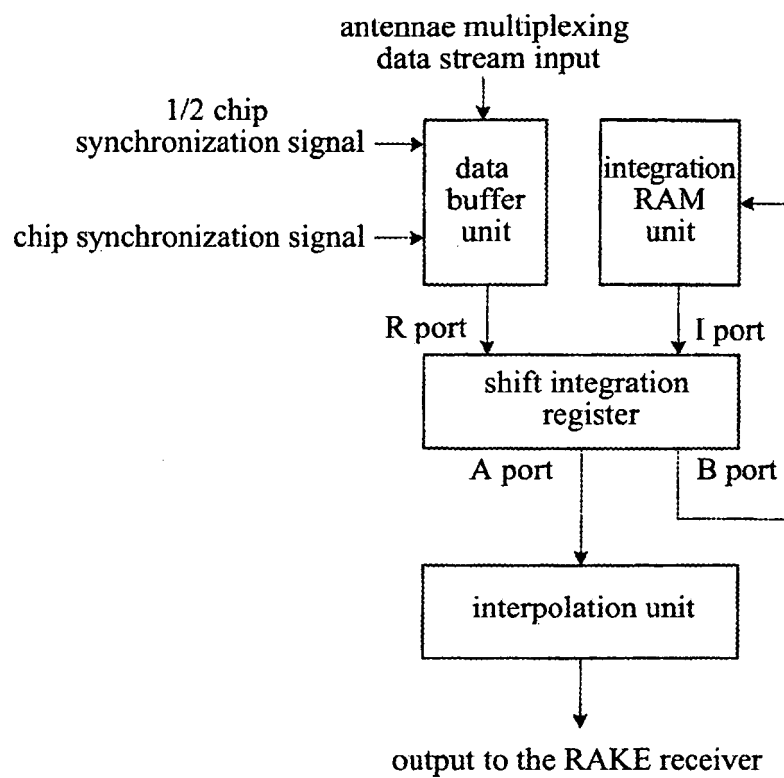 antennae multiplexing
data stream input
1/2 chip
synchronization signal
data
buffer
unit
integration
RAM
unit
chip synchronization signal
R port
I port
shift integration
register
A port
B port
interpolation unit
output to the RAKE receiver